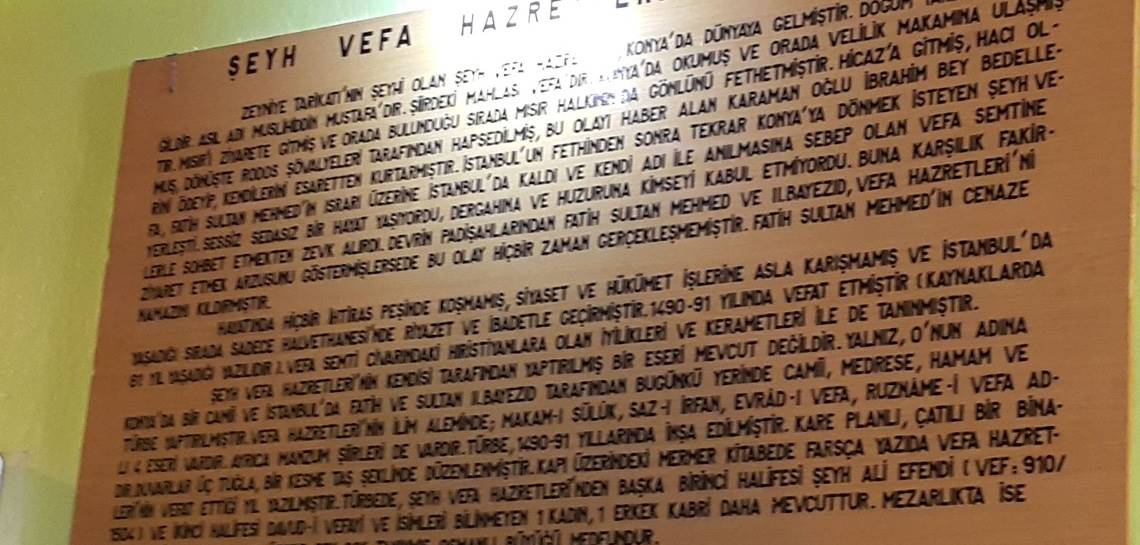 ŞEYH VEFA HAZRE
ZEYNİYE TARİKATI'NIN ŞEYHİ OLAN ŞEYH VEFA HAZRE KONYA'DA DÜNYAYA GELMİŞTİR. DOĞUM
ĞİLDİR. ASIL ADI MUSLİHİDDİN MUSTAFA'DIR. ŞİİRDEKİ MAHLASI VEFA'DIR. KONYA'DA OKUMUŞ VE ORADA VELİLİK MAKAMINA ULAŞMIŞ-
TIR. MISIR'I ZİYARETE GİTMİŞ VE ORADA BULUNDUĞU SIRADA MISIR HALKININ DA GÖNLÜNÜ FETHETMİŞTİR. HİCAZ'A GİTMİŞ, HACI OL-
MUŞ, DÖNÜŞTE RODOS ŞÖVALYELERİ TARAFINDAN HAPSEDİLMİŞ, BU OLAYI HABER ALAN KARAMAN OĞLU İBRAHİM BEY BEDELLE-
RİNİ ÖDEYİP, KENDİLERİNİ ESARETTEN KURTARMIŞTIR. İSTANBUL'UN FETHİNDEN SONRA TEKRAR KONYA'YA DÖNMEK İSTEYEN ŞEYH VE-
FA, FATİH SULTAN MEHMED'İN ISRARI ÜZERİNE İSTANBUL'DA KALDI VE KENDİ ADI İLE ANILMASINA SEBEP OLAN VEFA SEMTİNE
YERLEŞTİ. SESSİZ SEDASIZ BİR HAYAT YAŞIYORDU, DERGAHINA VE HUZURUNA KİMSEYİ KABUL ETMİYORDU. BUNA KARŞILIK FAKİR-
LERLE SOHBET ETMEKTEN ZEVK ALIRDI. DEVRİN PADİŞAHLARINDAN FATİH SULTAN MEHMED VE II.BAYEZID, VEFA HAZRETLERİ'Nİ
ZİYARET ETMEK ARZUSUNU GÖSTERMİŞLERSEDE BU OLAY HİÇBİR ZAMAN GERÇEKLEŞMEMİŞTİR. FATİH SULTAN MEHMED'İN CENAZE
NAMAZINI KILDIRMIŞTIR.
HAYATINDA HİÇBİR İHTİRAS PEŞİNDE KOŞMAMIŞ, SİYASET VE HÜKÜMET İŞLERİNE ASLA KARIŞMAMIŞ VE İSTANBUL'DA
YAŞADIĞI SIRADA SADECE HALVETHANESİ'NDE RİYAZET VE İBADETLE GEÇİRMİŞTİR. 1490-91 YILINDA VEFAT ETMİŞTİR ( KAYNAKLARDA
61 YIL YAŞADIĞI YAZILIDIR ). VEFA SEMTİ CİVARINDAKİ HIRİSTİYANLARA OLAN İYİLİKLERİ VE KERAMETLERİ İLE DE TANINMIŞTIR.
ŞEYH VEFA HAZRETLERİ'NİN KENDİSİ TARAFINDAN YAPTIRILMIŞ BİR ESERİ MEVCUT DEĞİLDİR. YALNIZ, O'NUN ADINA
KONYA'DA BİR CAMİİ VE İSTANBUL'DA FATİH VE SULTAN II.BAYEZID TARAFINDAN BUGÜNKÜ YERİNDE CAMİİ, MEDRESE, HAMAM VE
TÜRBE YAPTIRILMIŞTIR. VEFA HAZRETLERİ'NİN İLİM ALEMİNDE; MAKAM-I SÜLÜK, SAZ-I İRFAN, EVRÂD-I VEFA, RUZNÂME-İ VEFA AD-
LI 4 ESERİ VARDIR. AYRICA MANZUM ŞİİRLERİ DE VARDIR. TÜRBE, 1490-91 YILLARINDA İNŞA EDİLMİŞTİR. KARE PLANLI, ÇATILI BİR BİNA-
DIR. DUVARLAR ÜÇ TUĞLA, BİR KESME TAŞ ŞEKLİNDE DÜZENLENMİŞTİR. KAPI ÜZERİNDEKİ MERMER KİTABEDE FARSÇA YAZIDA VEFA HAZRET-
LERİ'NİN VEFAT ETTİĞİ YIL YAZILMIŞTIR. TÜRBEDE, ŞEYH VEFA HAZRETLERİ'NDEN BAŞKA BİRİNCİ HALİFESİ ŞEYH ALİ EFENDİ ( VEF: 910/
1504 ) VE İKİNCİ HALİFESİ DAVUD-İ VEFAYİ VE İSİMLERİ BİLİNMEYEN 1 KADIN, 1 ERKEK KABRİ DAHA MEVCUTTUR. MEZARLIKTA İSE
OSMANLI BÜYÜĞÜ MEDFUNDUR.